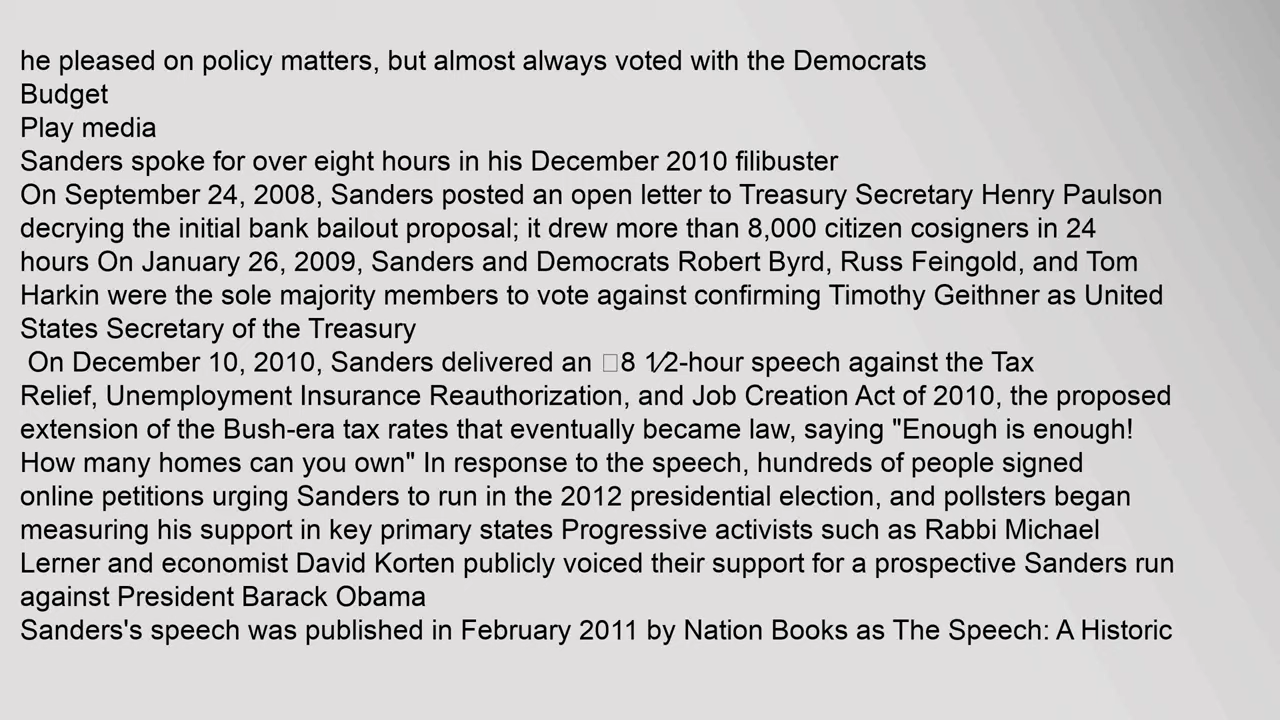 he pleased on policy matters, but almost always voted with the Democrats
Budget
Play media
Sanders spoke for over eight hours in his December 2010 filibuster
On September 24, 2008, Sanders posted an open letter to Treasury Secretary Henry Paulson
decrying the initial bank bailout proposal; it drew more than 8,000 citizen cosigners in 24
hours On January 26, 2009, Sanders and Democrats Robert Byrd, Russ Feingold, and Tom
Harkin were the sole majority members to vote against confirming Timothy Geithner as United
States Secretary of the Treasury
On December 10, 2010, Sanders delivered an □8 1⁄2-hour speech against the Tax
Relief, Unemployment Insurance Reauthorization, and Job Creation Act of 2010, the proposed
extension of the Bush-era tax rates that eventually became law, saying "Enough is enough!
How many homes can you own" In response to the speech, hundreds of people signed
online petitions urging Sanders to run in the 2012 presidential election, and pollsters began
measuring his support in key primary states Progressive activists such as Rabbi Michael
Lerner and economist David Korten publicly voiced their support for a prospective Sanders run
against President Barack Obama
Sanders's speech was published in February 2011 by Nation Books as The Speech: A Historic